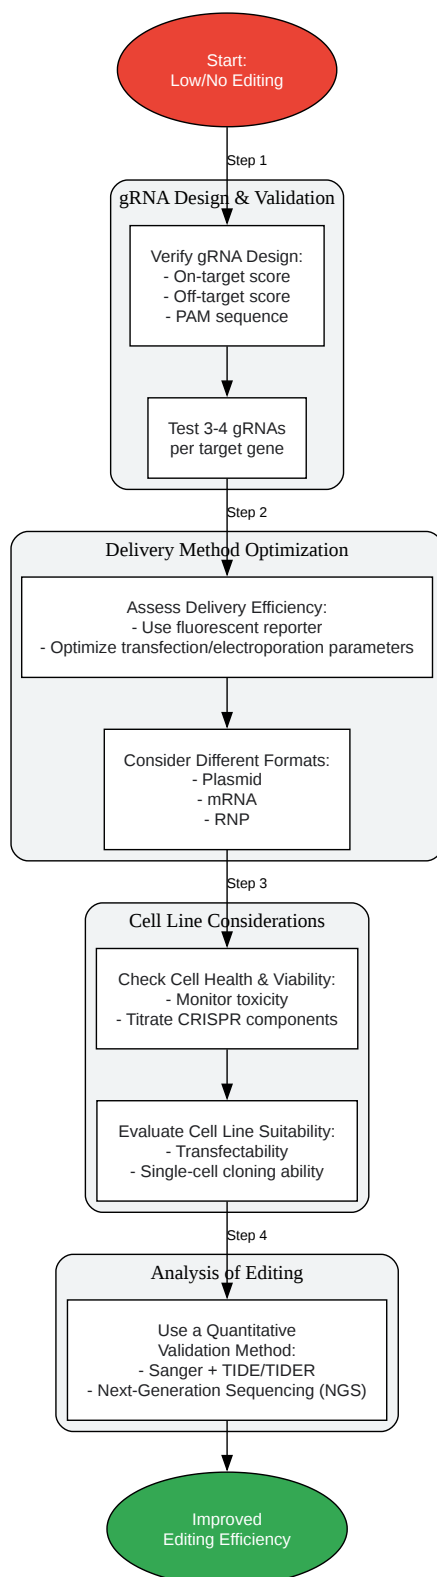 Start:
Low/No Editing
Step 1
gRNA Design & Validation
Verify gRNA Design:
- On-target score
- Off-target score
- PAM sequence
Test 3-4 gRNAs
per target gene
Step 2
Delivery Method Optimization
Assess Delivery Efficiency:
- Use fluorescent reporter
- Optimize transfection/electroporation parameters
Consider Different Formats:
- Plasmid
- mRNA
- RNP
Step 3
Cell Line Considerations
Check Cell Health & Viability:
- Monitor toxicity
- Titrate CRISPR components
Evaluate Cell Line Suitability:
- Transfectability
- Single-cell cloning ability
Step 4
Analysis of Editing
Use a Quantitative
Validation Method:
- Sanger + TIDE/TIDER
- Next-Generation Sequencing (NGS)
Improved
Editing Efficiency